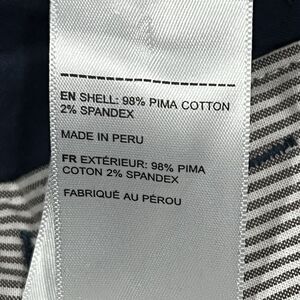 EN SHELL: 98% PIMA COTTON
2% SPANDEX
MADE IN PERU
FR EXTÉRIEUR: 98% PIMA
COTON 2% SPANDEX
FABRIQUÉ AU PÉROU